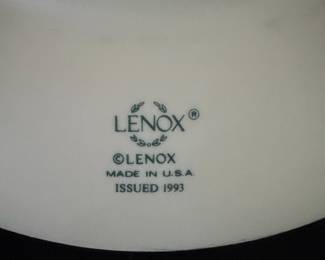 LENOX®
©LENOX
MADE IN U.S.A.
ISSUED 1993